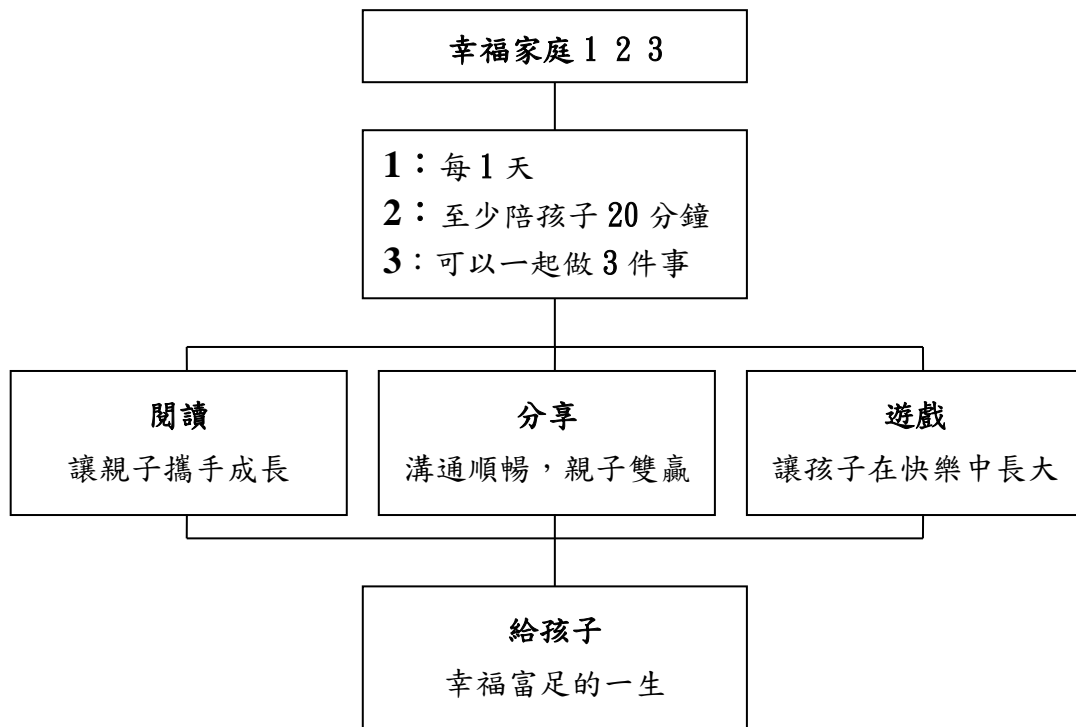 幸福家庭1 2 3
1：每1天
2：至少陪孩子20分鐘
3：可以一起做3件事
閱讀
讓親子攜手成長
分享
溝通順暢，親子雙贏
遊戲
讓孩子在快樂中長大
給孩子
幸福富足的一生